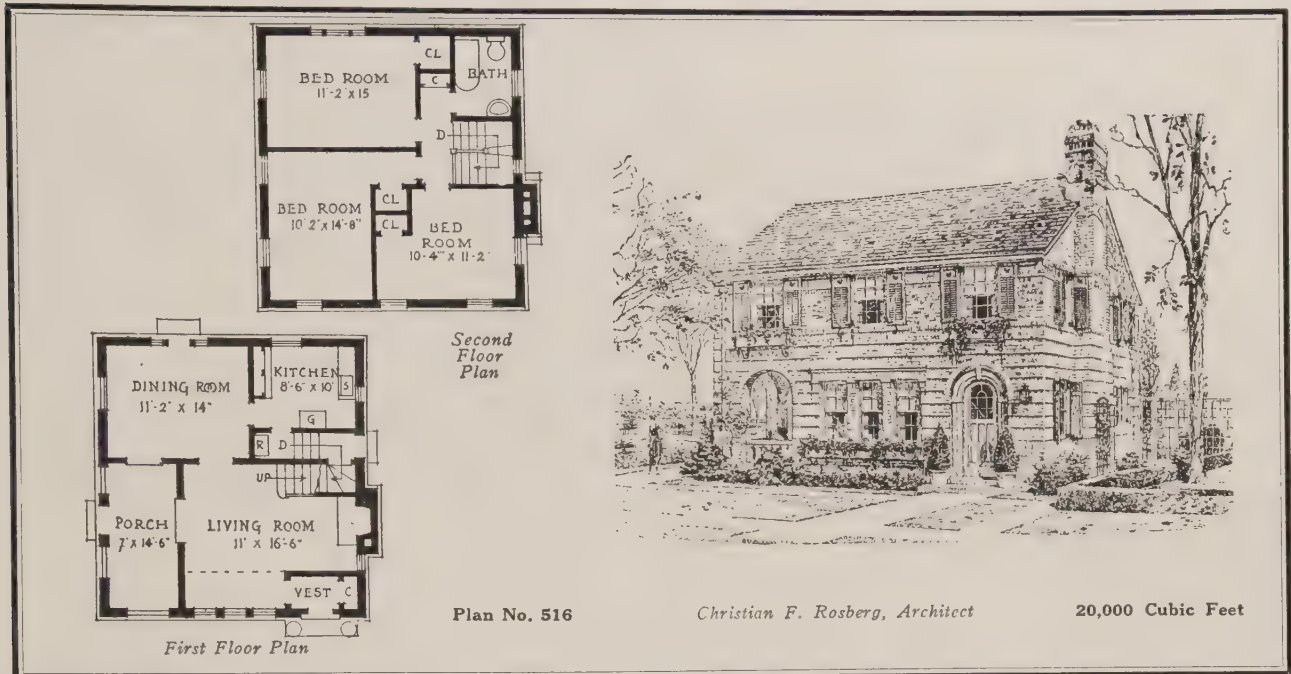 BED ROOM
11'-2" x 15
CL
C
BATH
D
BED ROOM
10'2" x 14'-8"
CL
CL
BED
ROOM
10'-4" x 11'-2"
Second
Floor
Plan
DINING ROOM
11'-2" x 14"
KITCHEN
8'-6" x 10'
S
G
R
D
UP
PORCH
7' x 14'-6"
LIVING ROOM
11' x 16'-6"
VEST
C
First Floor Plan
Plan No. 516
Christian F. Rosberg, Architect
20,000 Cubic Feet